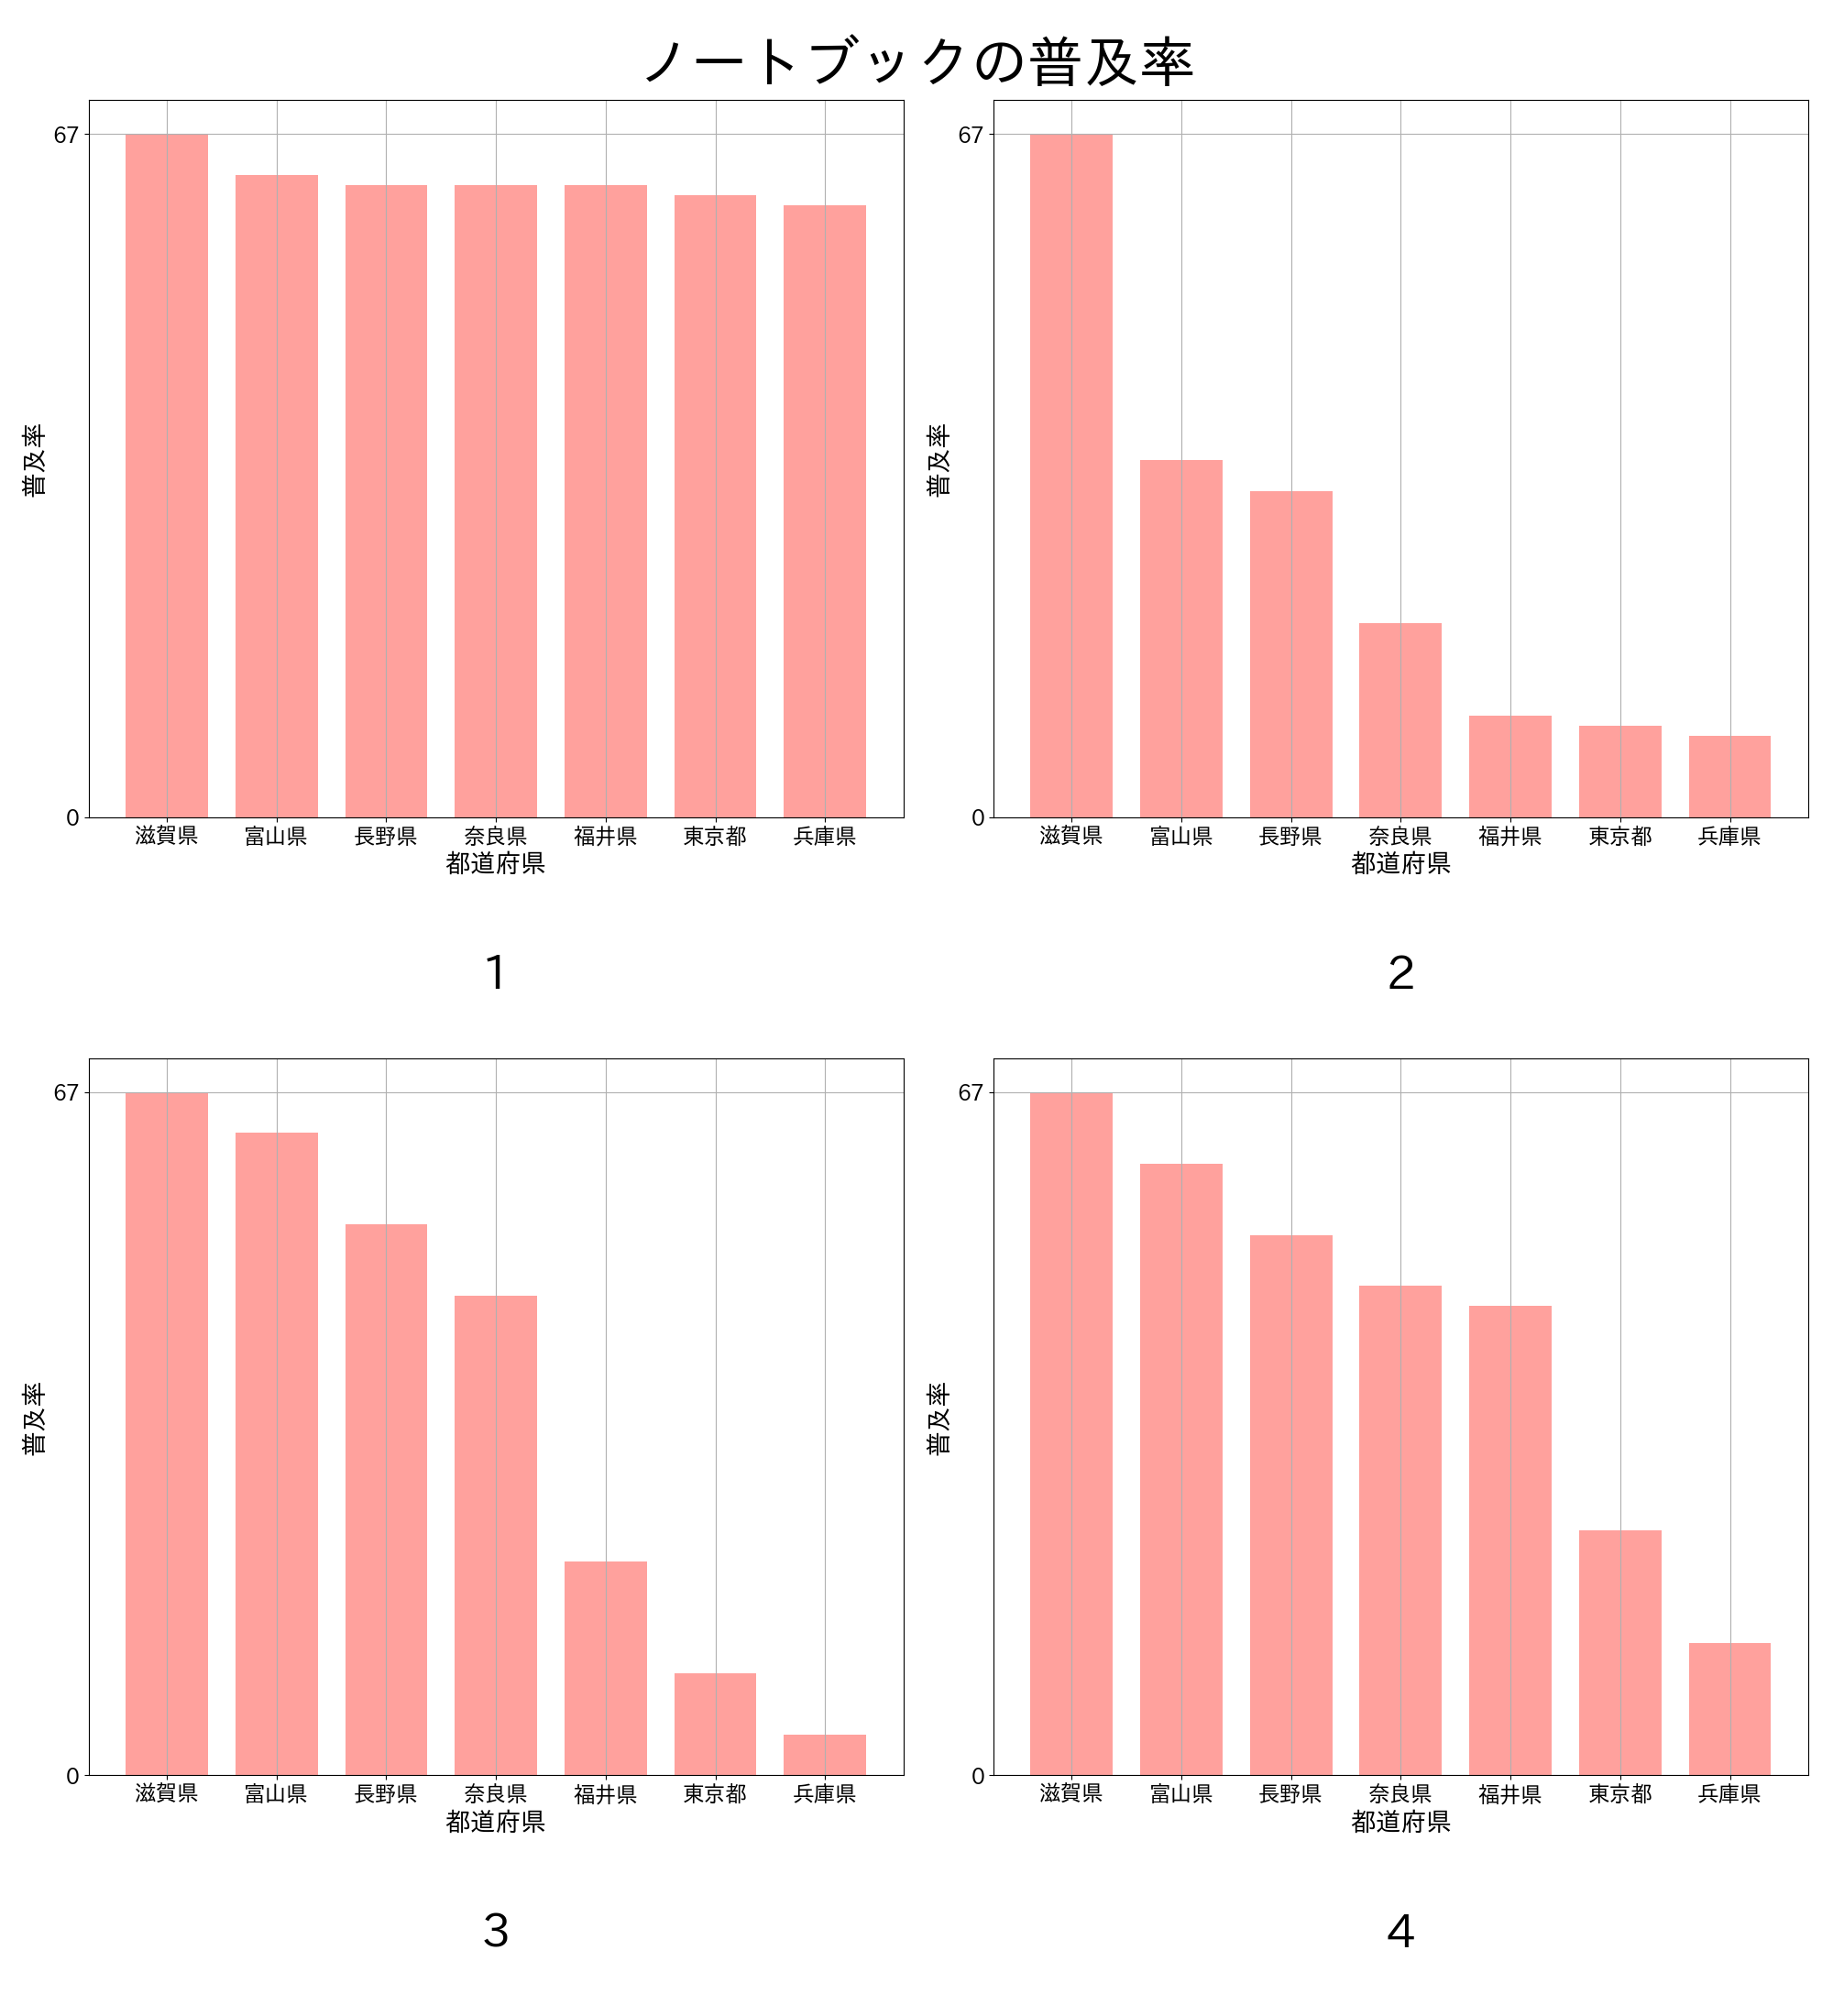 ノートブックの普及率
67
0
普及率
滋賀県 富山県 長野県 奈良県 福井県 東京都 兵庫県
都道府県
1
67
0
普及率
滋賀県 富山県 長野県 奈良県 福井県 東京都 兵庫県
都道府県
2
67
0
普及率
滋賀県 富山県 長野県 奈良県 福井県 東京都 兵庫県
都道府県
3
67
0
普及率
滋賀県 富山県 長野県 奈良県 福井県 東京都 兵庫県
都道府県
4